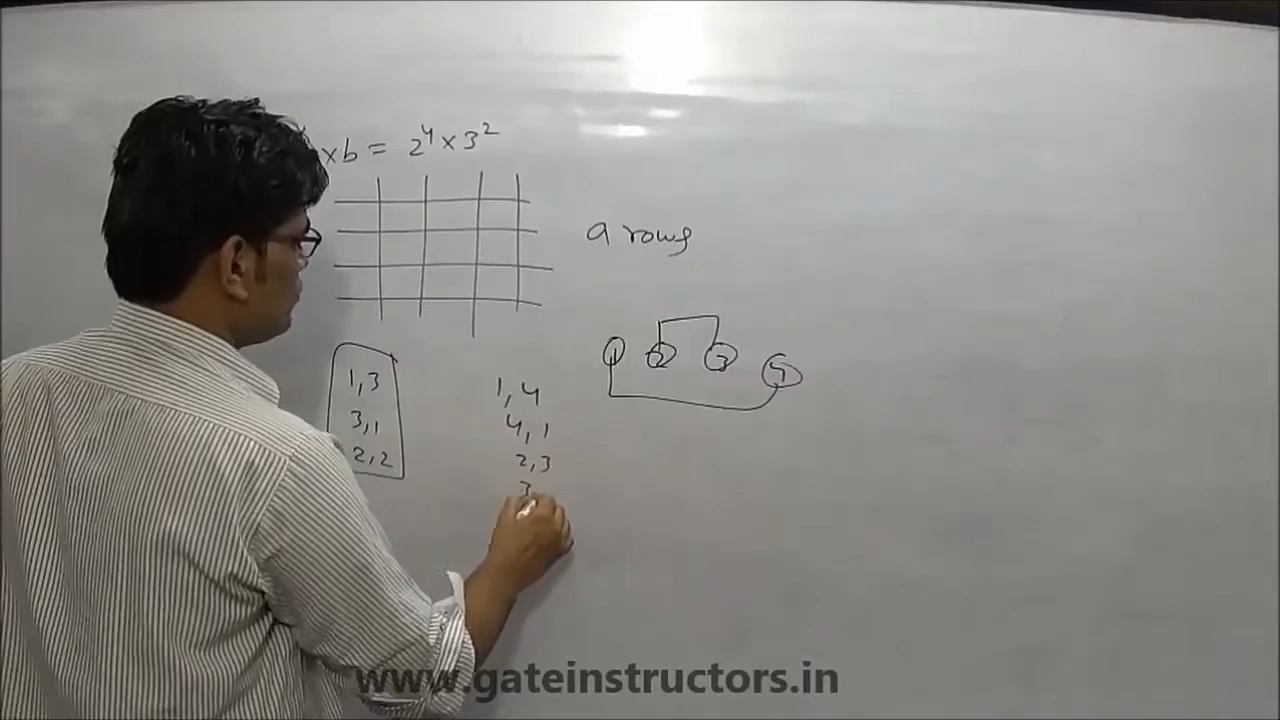 xb = 2⁴ x 3²
a rows
1 2 3 4
1,3
3,1
2,2
1,4
4,1
2,3
3
www.gateinstructors.in